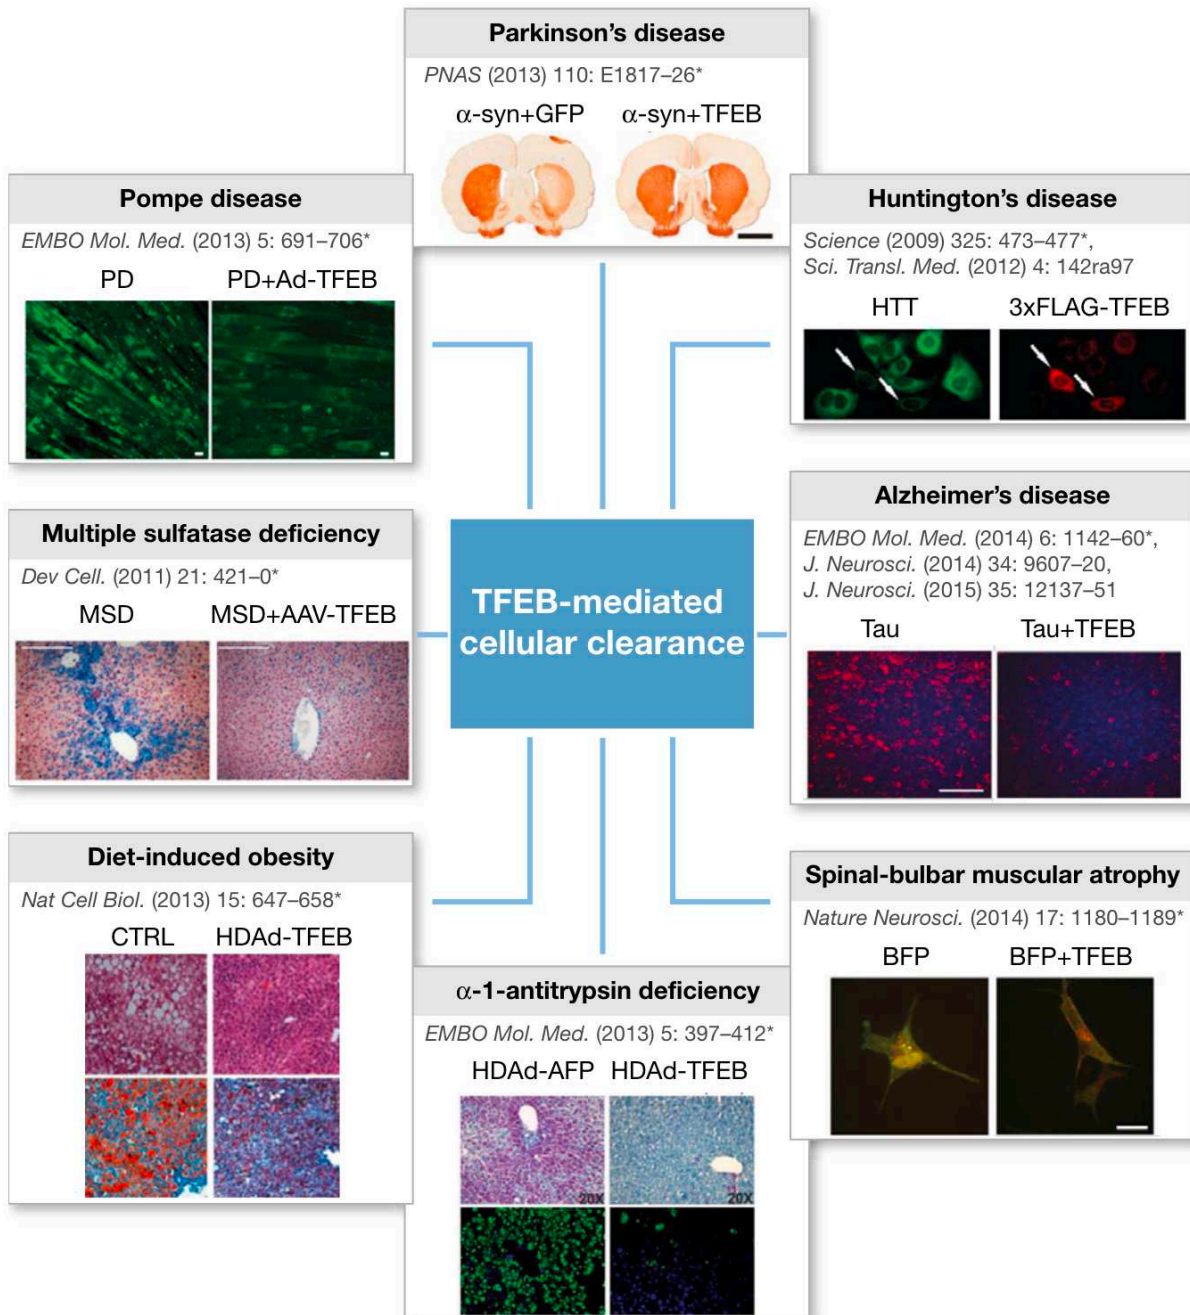 Parkinson's disease
PNAS (2013) 110: E1817–26*
α-syn+GFP
α-syn+TFEB
Pompe disease
EMBO Mol. Med. (2013) 5: 691–706*
PD
PD+Ad-TFEB
Huntington's disease
Science (2009) 325: 473–477*,
Sci. Transl. Med. (2012) 4: 142ra97
HTT
3xFLAG-TFEB
Multiple sulfatase deficiency
Dev Cell. (2011) 21: 421–0*
MSD
MSD+AAV-TFEB
TFEB-mediated
cellular clearance
Alzheimer's disease
EMBO Mol. Med. (2014) 6: 1142–60*,
J. Neurosci. (2014) 34: 9607–20,
J. Neurosci. (2015) 35: 12137–51
Tau
Tau+TFEB
Diet-induced obesity
Nat Cell Biol. (2013) 15: 647–658*
CTRL
HDAd-TFEB
α-1-antitrypsin deficiency
EMBO Mol. Med. (2013) 5: 397–412*
HDAd-AFP
HDAd-TFEB
20X
20X
Spinal-bulbar muscular atrophy
Nature Neurosci. (2014) 17: 1180–1189*
BFP
BFP+TFEB